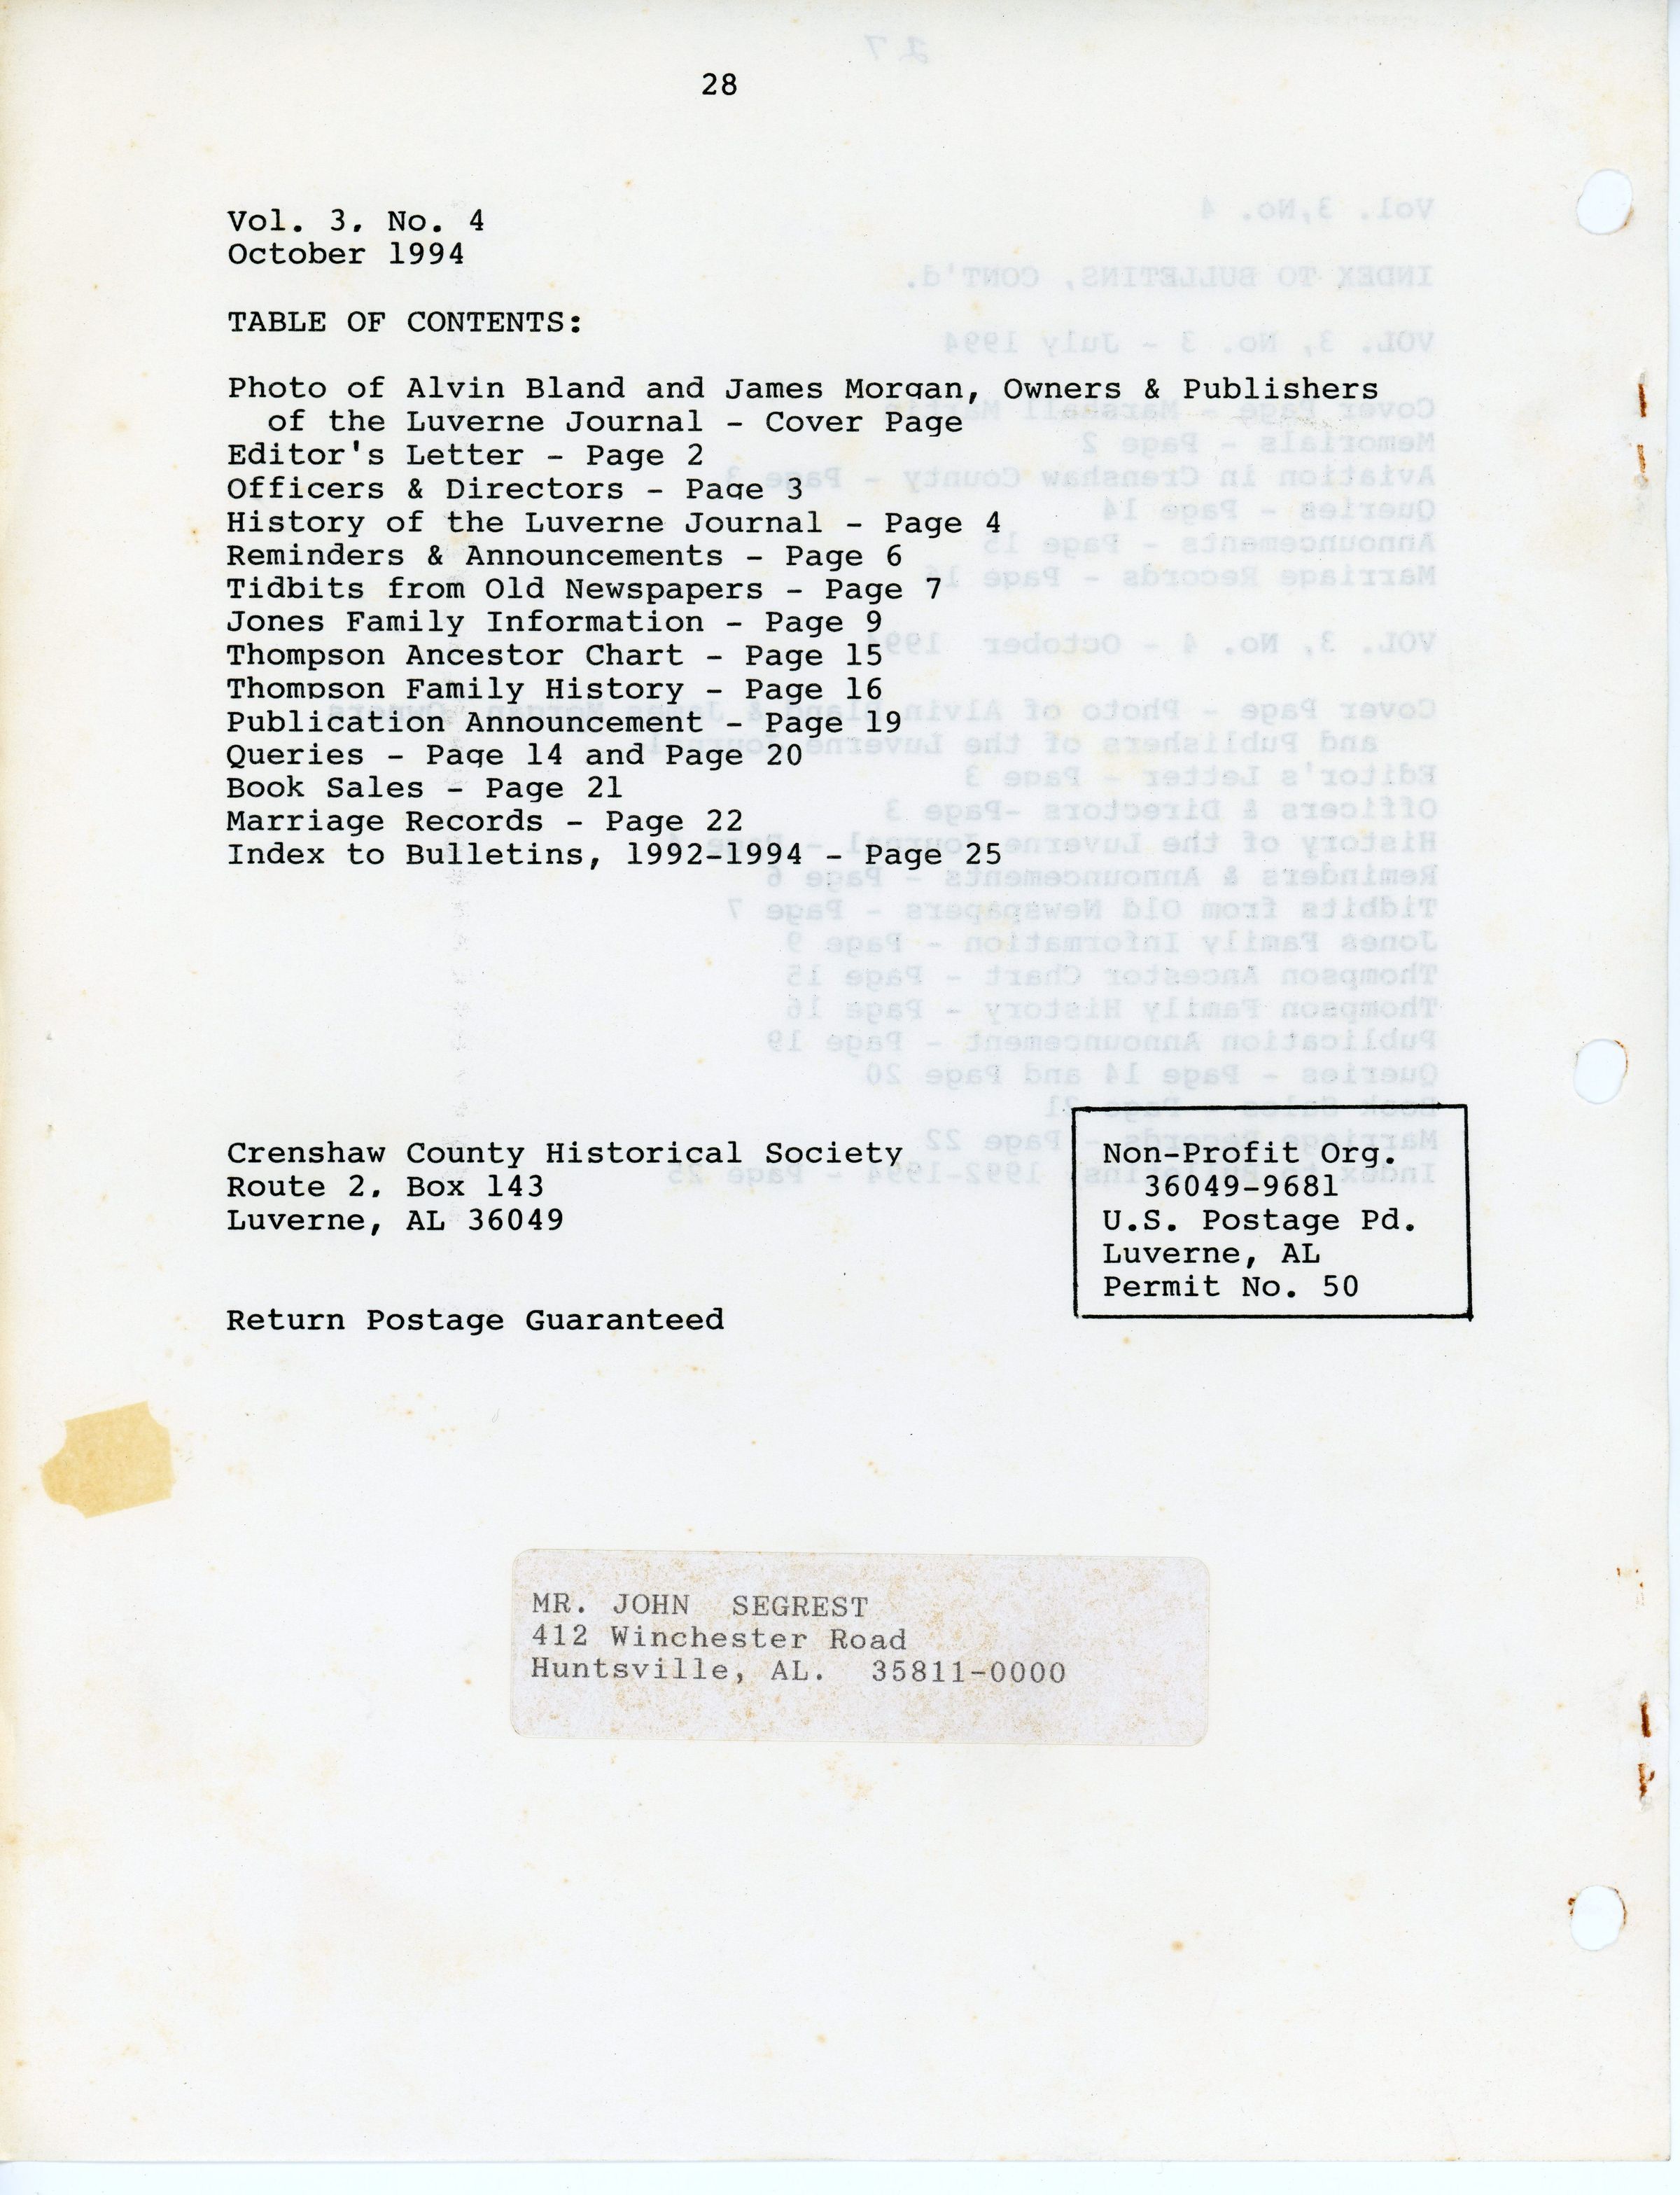 28
Vol. 3, No. 4
October 1994
TABLE OF CONTENTS:
Photo of Alvin Bland and James Morgan, Owners & Publishers
of the Luverne Journal - Cover Page
Editor's Letter - Page 2
Officers & Directors - Page 3
History of the Luverne Journal - Page 4
Reminders & Announcements - Page 6
Tidbits from Old Newspapers - Page 7
Jones Family Information - Page 9
Thompson Ancestor Chart - Page 15
Thompson Family History - Page 16
Publication Announcement - Page 19
Queries - Page 14 and Page 20
Book Sales - Page 21
Marriage Records - Page 22
Index to Bulletins, 1992-1994 - Page 25
Crenshaw County Historical Society
Route 2, Box 143
Luverne, AL 36049
Return Postage Guaranteed
Non-Profit Org.
36049-9681
U.S. Postage Pd.
Luverne, AL
Permit No. 50
MR. JOHN SEGREST
412 Winchester Road
Huntsville, AL. 35811-0000